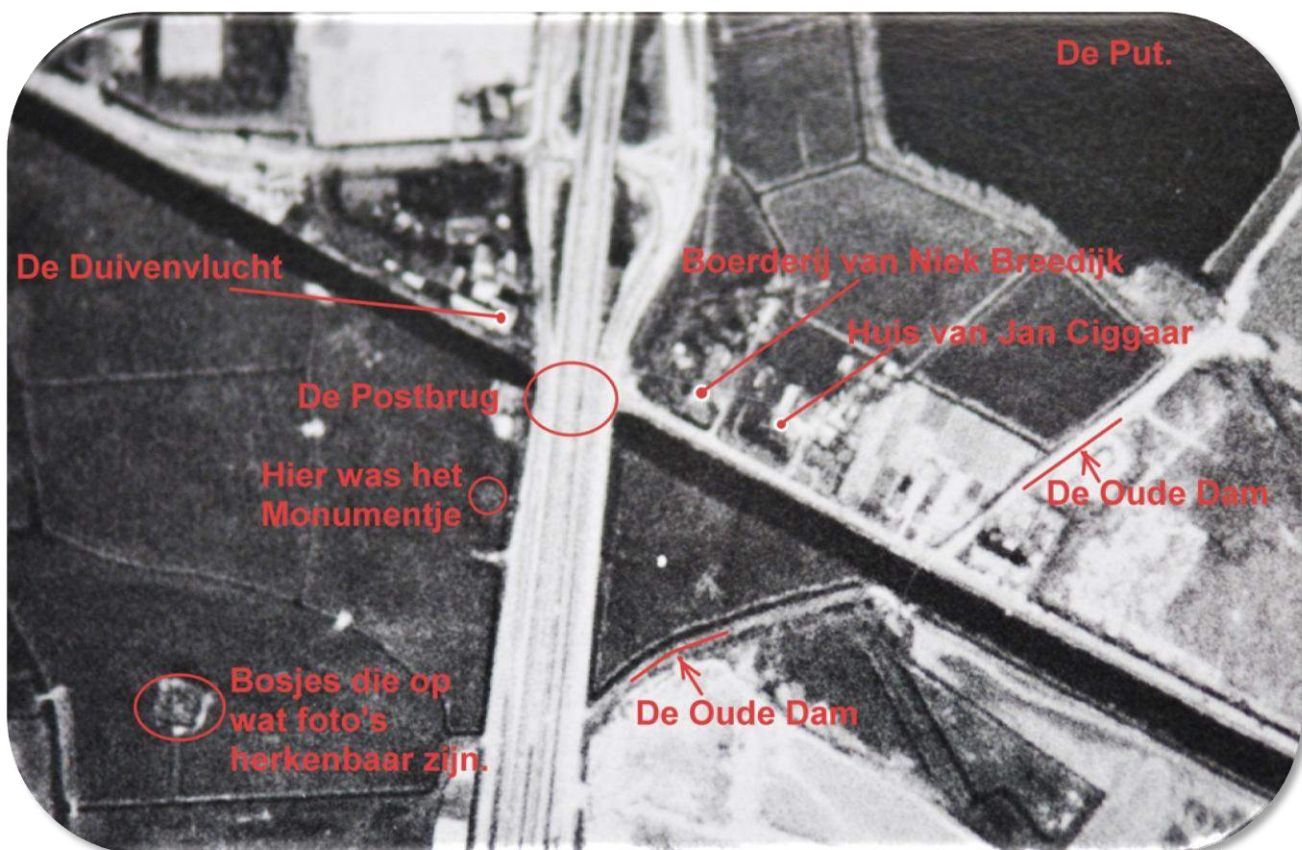 De Put.
De Duivenvlucht
Boerderij van Niek Breedijk
Huis van Jan Ciggaar
De Postbrug
Hier was het
Monumentje
De Oude Dam
Bosjes die op
wat foto's
herkenbaar zijn.
De Oude Dam